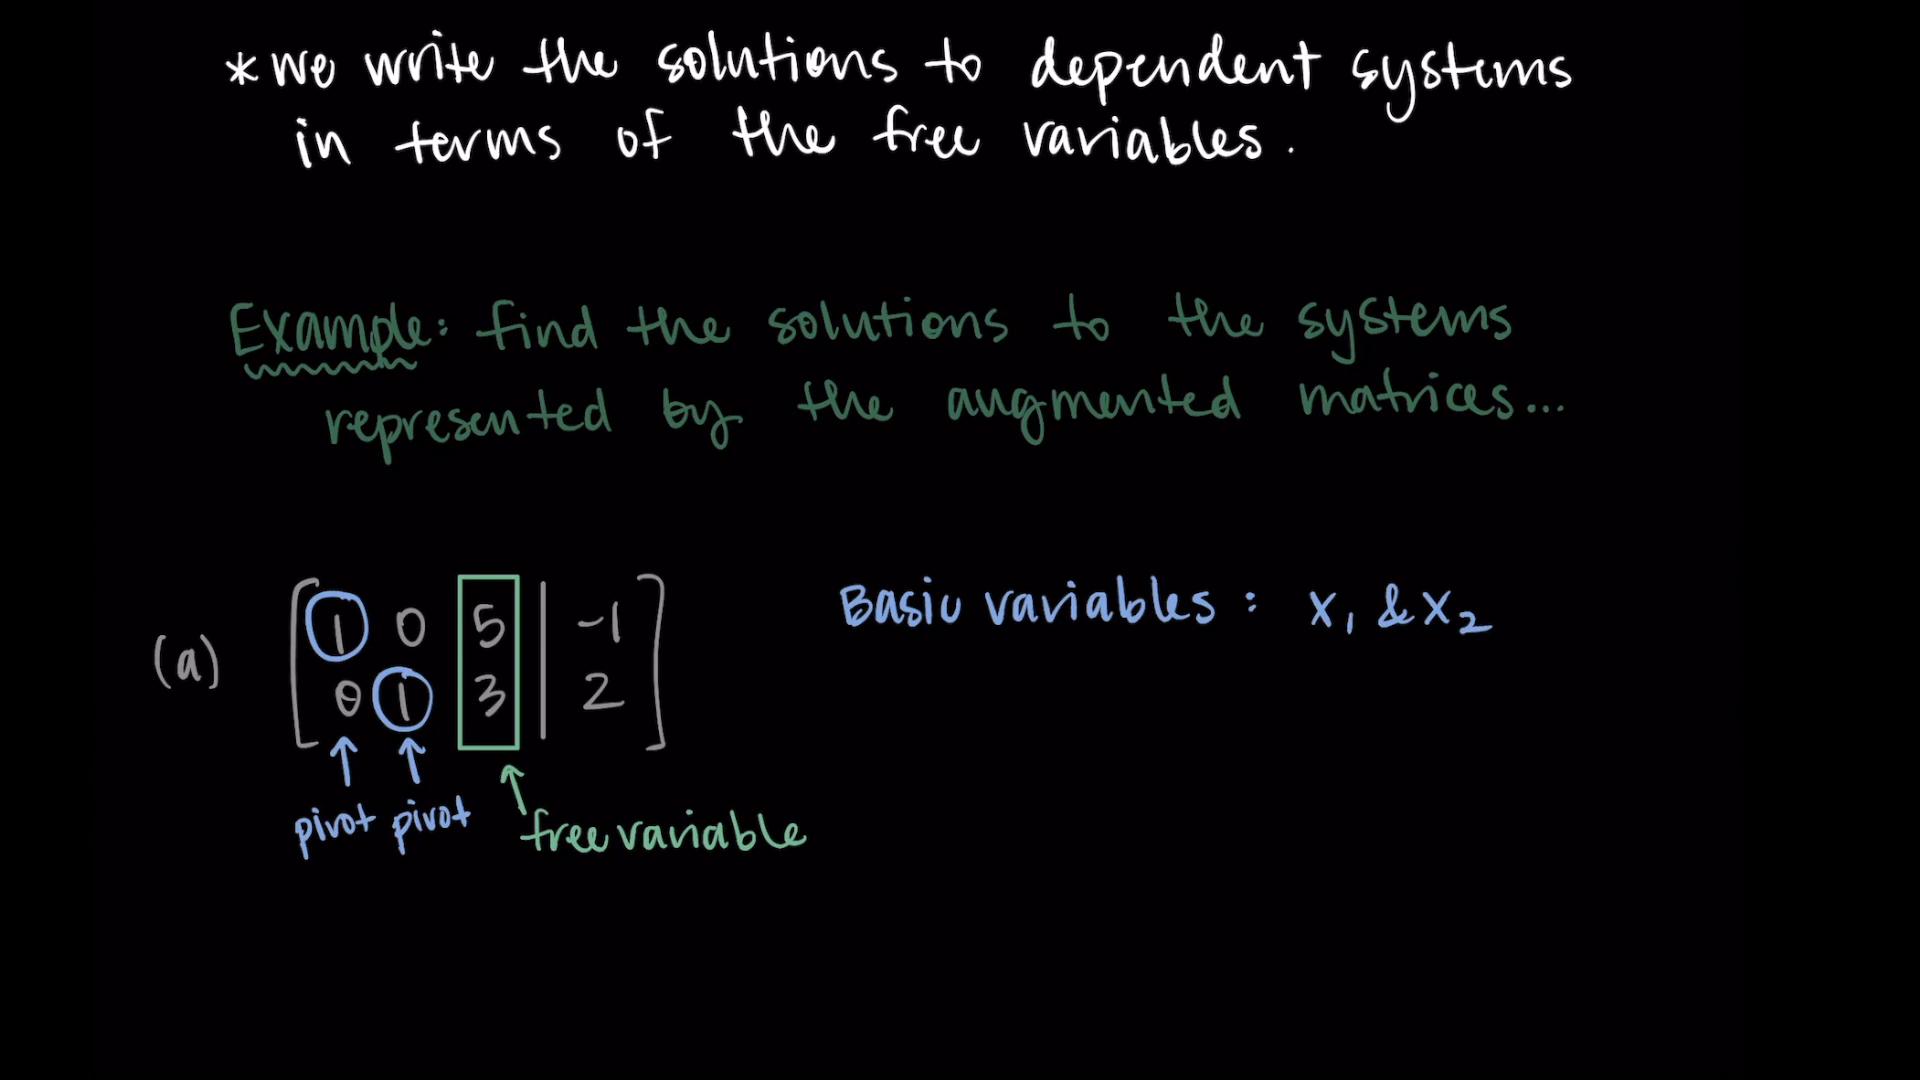 *we write the solutions to dependent systems
in terms of the free variables.
Example: find the solutions to the systems
represented by the augmented matrices...
(a) [ 1 0 5 | -1 ]
[ 0 1 3 | 2 ]
Basic variables: x₁ & x₂
pivot pivot free variable